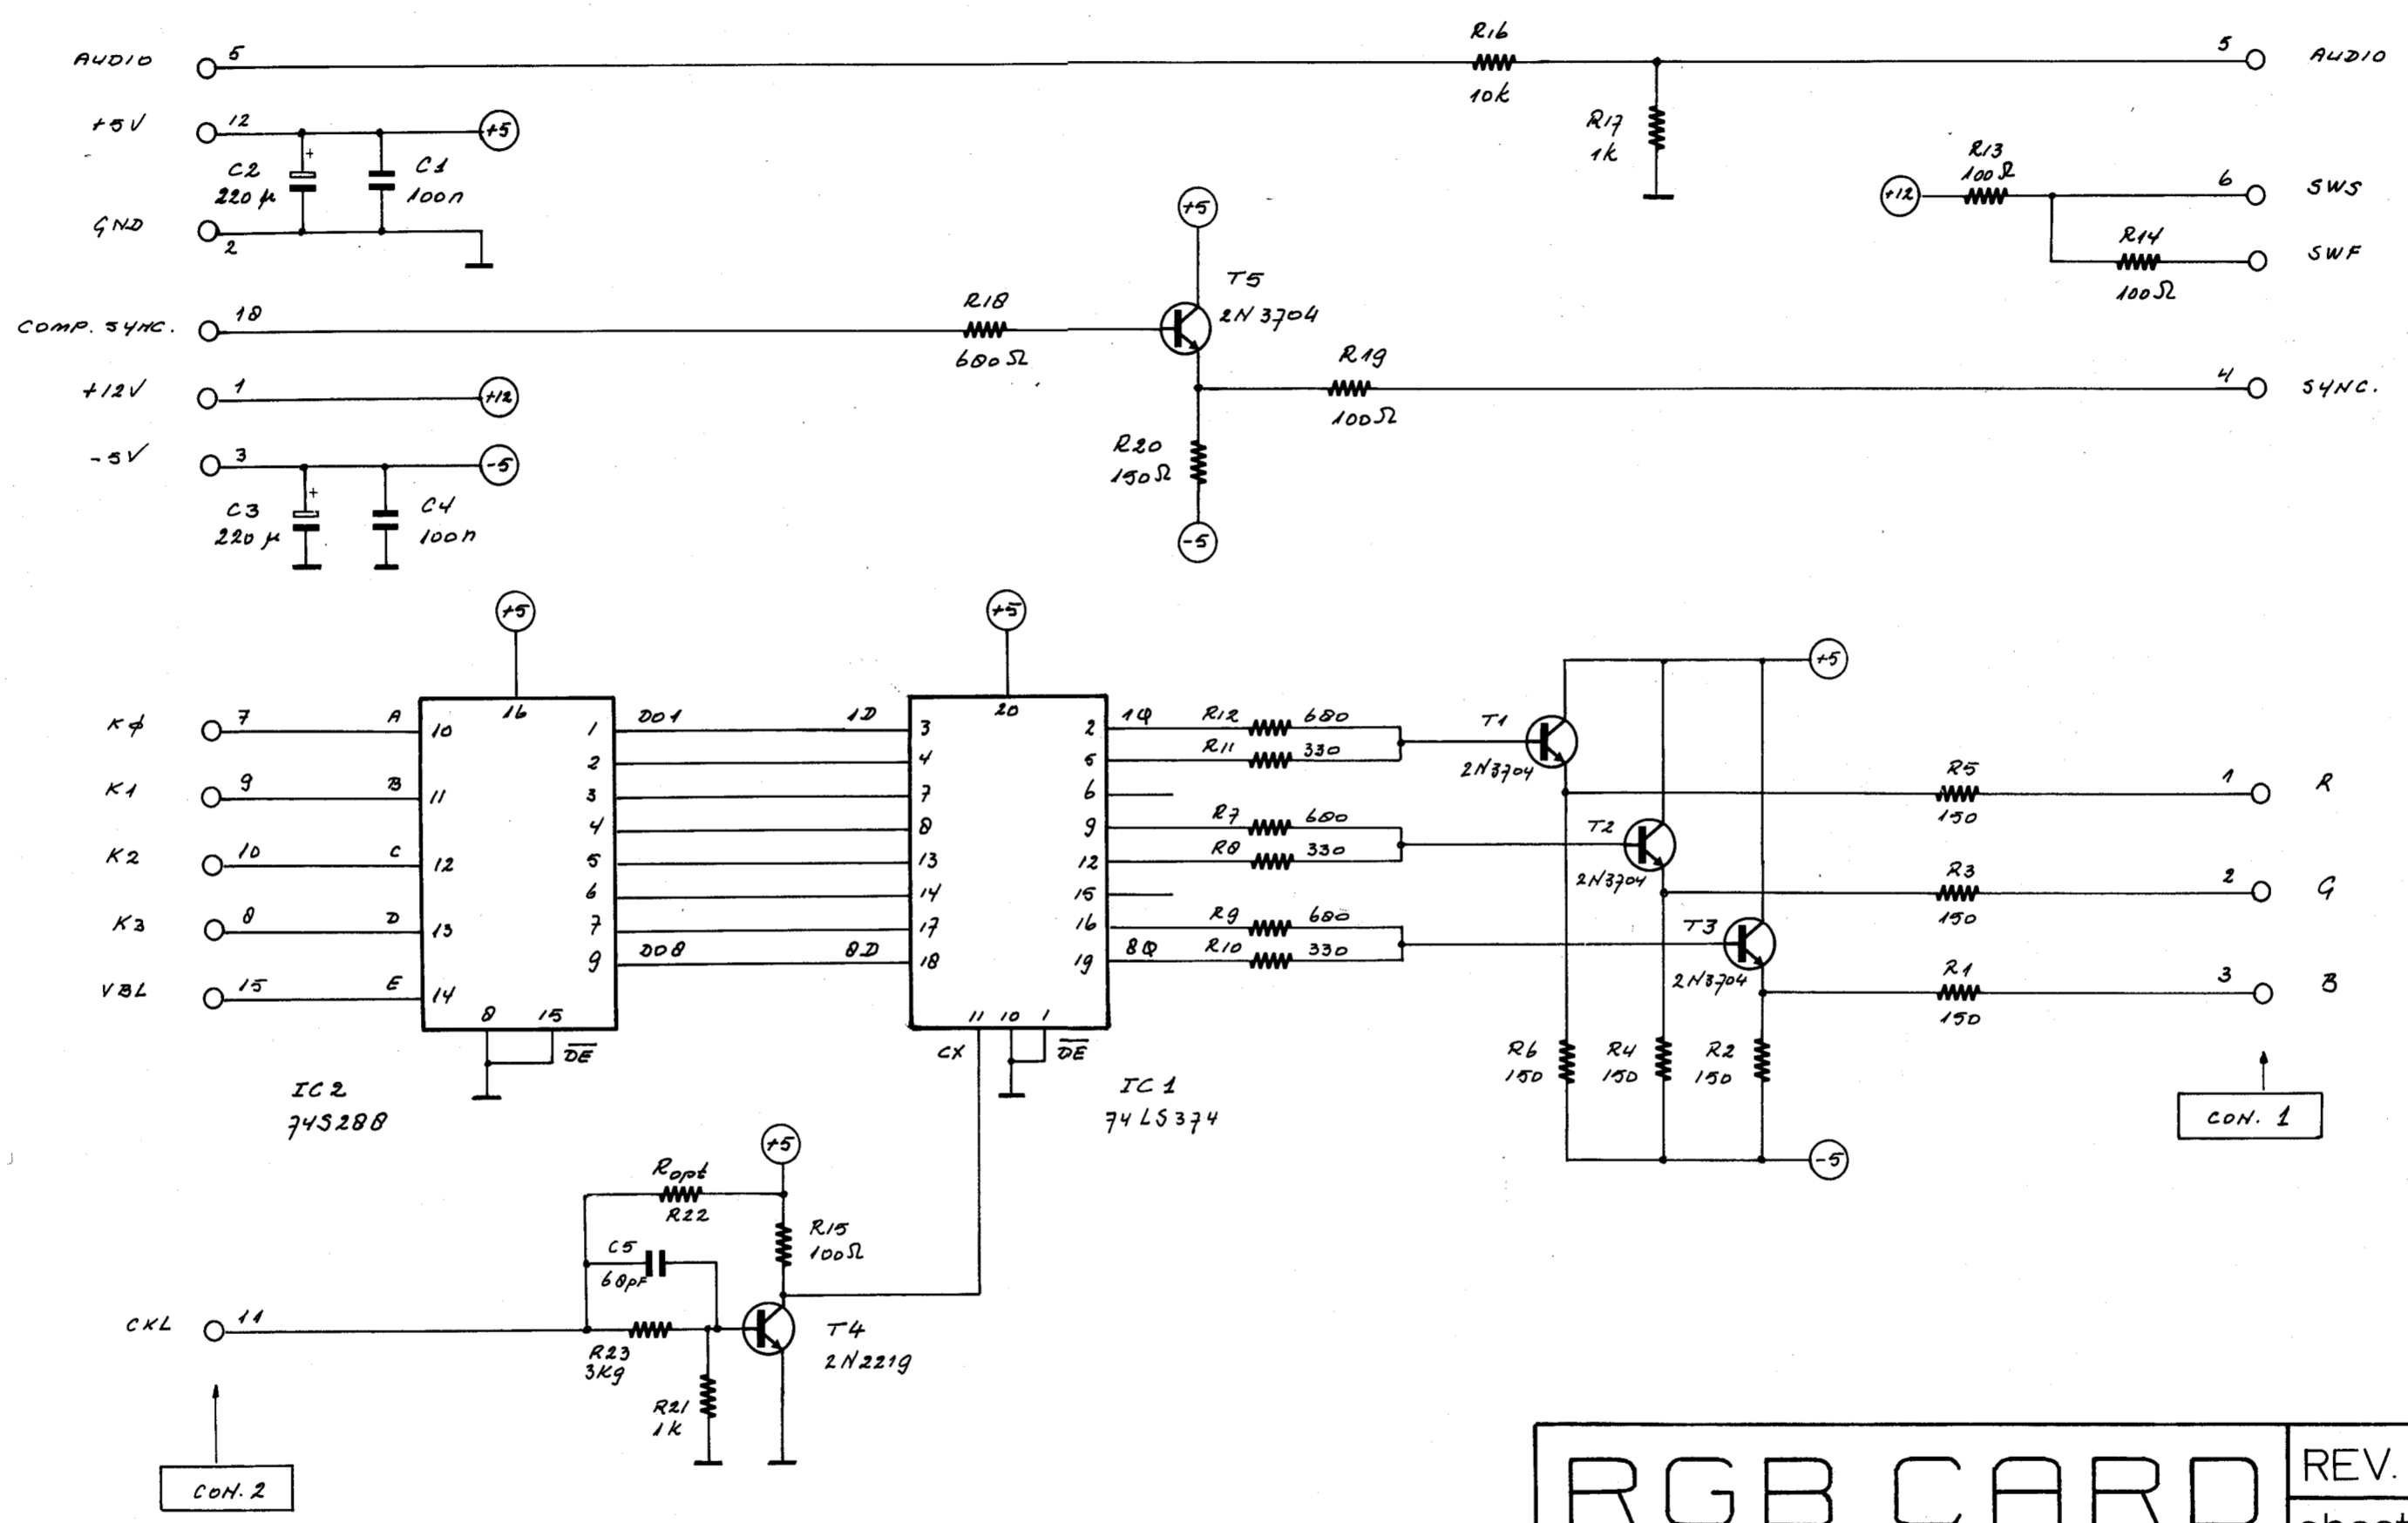 AUDIO 5 R16 10k 5 AUDIO
+5V 12 +5
C2 220 µ + C1 100n
GND 2
R17 1k
+12 R13 100Ω 6 SWS
R14 100Ω SWF
COMP. SYNC. 18 R18 680Ω
+5 T5 2N3704
R19 100Ω 4 SYNC.
R20 150Ω -5
+12V 1 +12
-5V 3 -5
C3 220 µ + C4 100n
+5 +5 +5
16 20
Kϕ 7 A 10 1 DO1 1D 3 2 1Q R12 680 T1
2 4 5 R11 330 2N3704
K1 9 B 11 3 7 6 R5 150 1 R
4 8 9 R7 680 T2
K2 10 C 12 5 13 12 R8 330 2N3704
6 14 15 R3 150 2 G
K3 8 D 13 7 17 16 R9 680 T3
9 DO8 8D 18 19 8Q R10 330 2N3704
VBL 15 E 14 R1 150 3 B
8 15 11 10 1
OE CX OE
R6 150 R4 150 R2 150
IC2
74S288
IC1
74LS374
-5
CON. 1
+5
Ropt
R22
R15
100Ω
C5
68pF
CKL 11
R23
3K9
T4
2N2219
R21
1k
CON. 2
RGB CARD
REV.